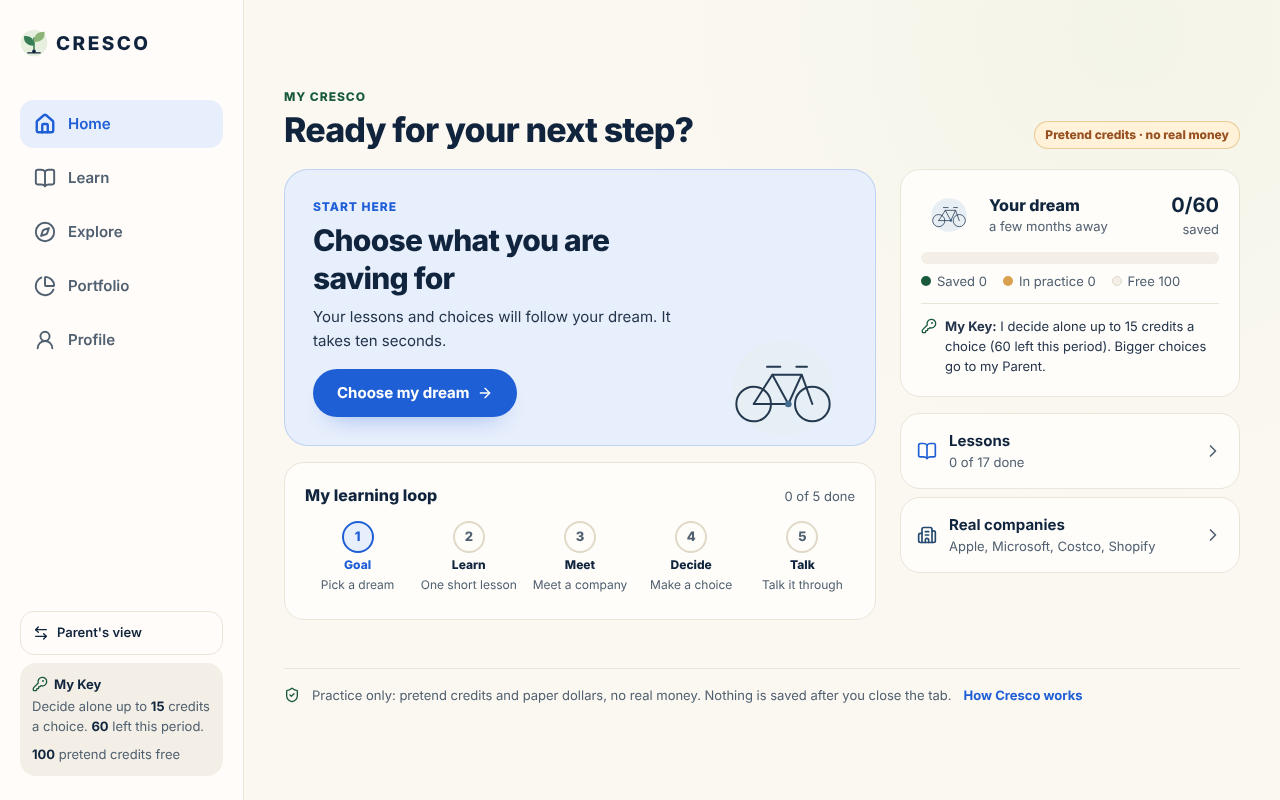 CRESCO
Home
Learn
Explore
Portfolio
Profile
Parent's view
My Key
Decide alone up to 15 credits
a choice. 60 left this period.
100 pretend credits free
MY CRESCO
Ready for your next step?
Pretend credits · no real money
START HERE
Choose what you are
saving for
Your lessons and choices will follow your dream. It
takes ten seconds.
Choose my dream
My learning loop
0 of 5 done
1
Goal
Pick a dream
2
Learn
One short lesson
3
Meet
Meet a company
4
Decide
Make a choice
5
Talk
Talk it through
Your dream
a few months away
0/60
saved
Saved 0
In practice 0
Free 100
My Key: I decide alone up to 15 credits a
choice (60 left this period). Bigger choices
go to my Parent.
Lessons
0 of 17 done
Real companies
Apple, Microsoft, Costco, Shopify
Practice only: pretend credits and paper dollars, no real money. Nothing is saved after you close the tab.
How Cresco works